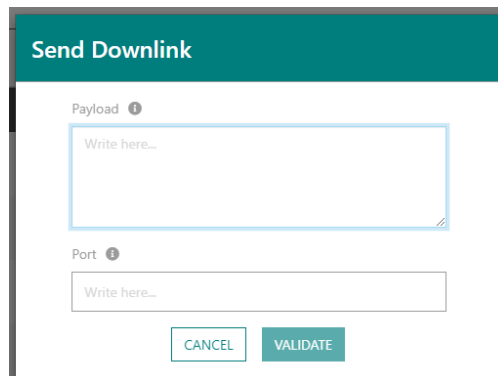 Send Downlink
Payload
Write here...
Port
Write here...
CANCEL VALIDATE